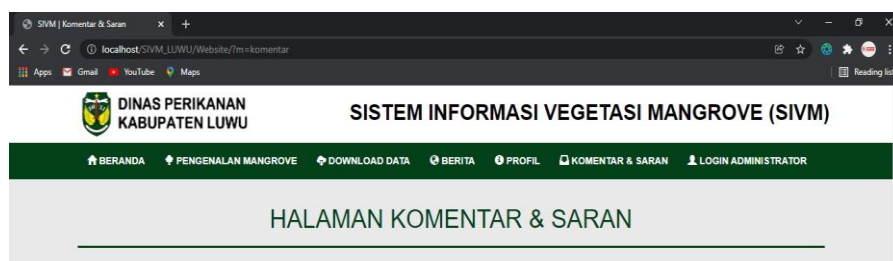 SIVM | Komentar & Saran
localhost/SIVM_LUWU/Website/?m=komentar
Apps Gmail YouTube Maps Reading list
DINAS PERIKANAN
KABUPATEN LUWU
SISTEM INFORMASI VEGETASI MANGROVE (SIVM)
BERANDA PENGENALAN MANGROVE DOWNLOAD DATA BERITA PROFIL KOMENTAR & SARAN LOGIN ADMINISTRATOR
HALAMAN KOMENTAR & SARAN